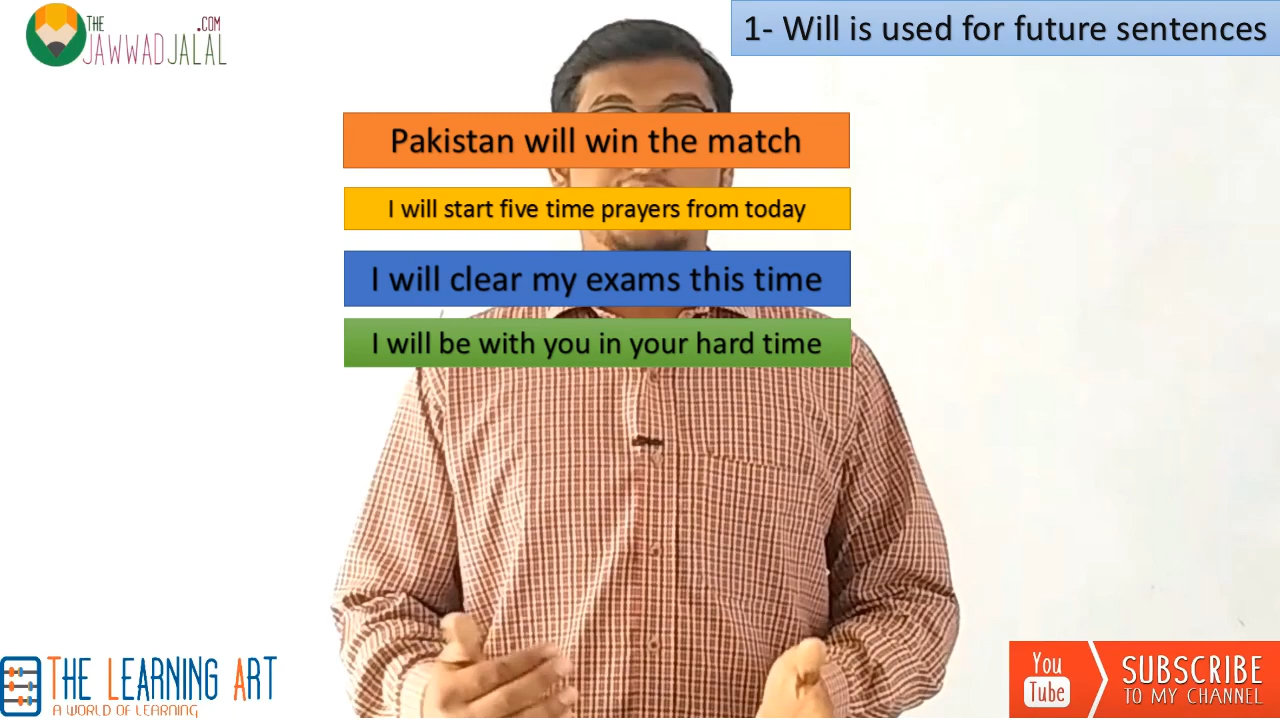 THE
.COM
JAWWADJALAL
1- Will is used for future sentences
Pakistan will win the match
I will start five time prayers from today
I will clear my exams this time
I will be with you in your hard time
THE LEARNING ART
A WORLD OF LEARNING
You
Tube
SUBSCRIBE
TO MY CHANNEL